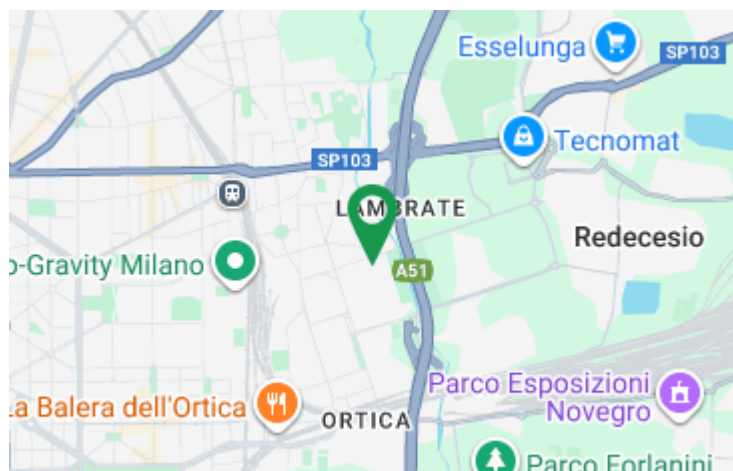 Esselunga
SP103
Tecnomat
SP103
LAMBRATE
Redecesio
o-Gravity Milano
A51
Parco Esposizioni
Novegro
La Balera dell'Ortica
ORTICA
Parco Forlanini